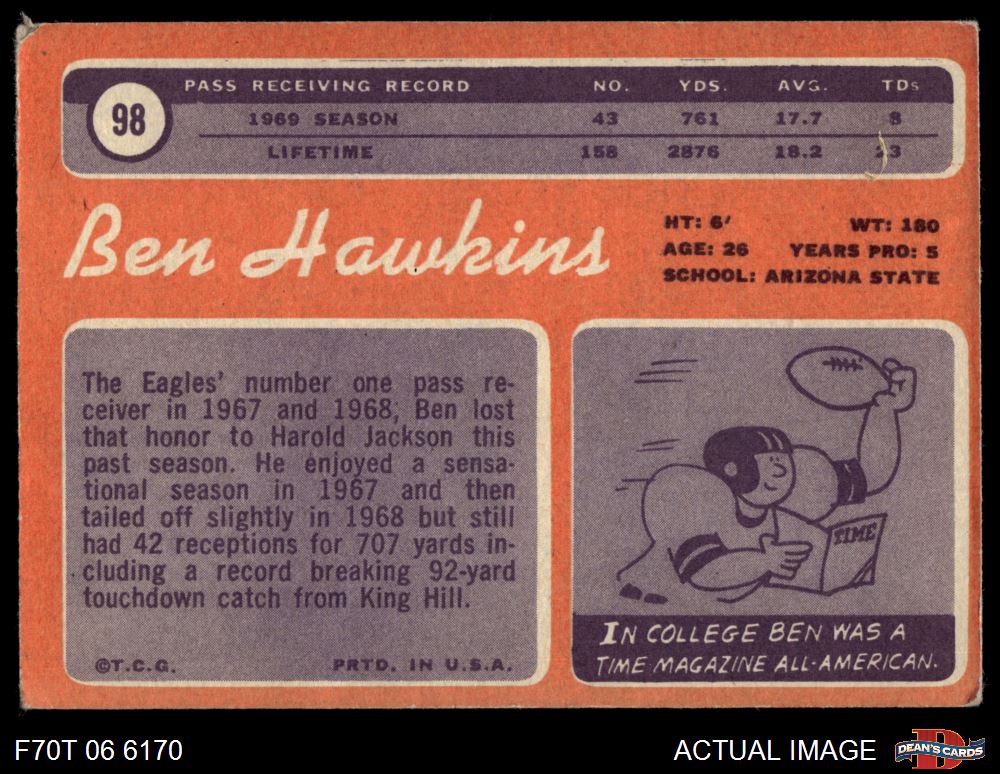 98
PASS RECEIVING RECORD NO. YDS. AVG. TDs
1969 SEASON 43 761 17.7 8
LIFETIME 158 2876 18.2 23
Ben Hawkins
HT: 6' WT: 180
AGE: 26 YEARS PRO: 5
SCHOOL: ARIZONA STATE
The Eagles' number one pass re-
ceiver in 1967 and 1968, Ben lost
that honor to Harold Jackson this
past season. He enjoyed a sensa-
tional season in 1967 and then
tailed off slightly in 1968 but still
had 42 receptions for 707 yards in-
cluding a record breaking 92-yard
touchdown catch from King Hill.
©T.C.G. PRTD. IN U.S.A.
TIME
IN COLLEGE BEN WAS A
TIME MAGAZINE ALL-AMERICAN.
F70T 06 6170
ACTUAL IMAGE
DEAN'S CARDS